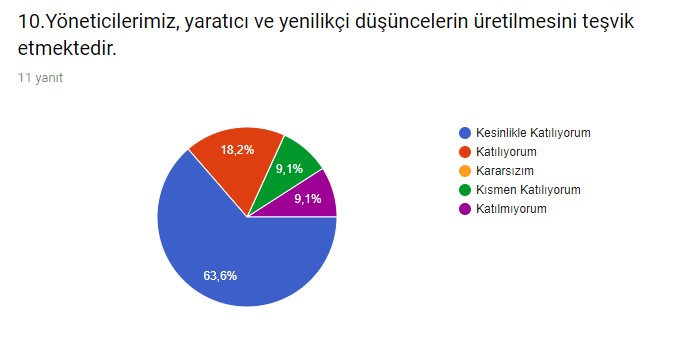 10.Yöneticilerimiz, yaratıcı ve yenilikçi düşüncelerin üretilmesini teşvik
etmektedir.
11 yanıt
18,2%
9,1%
9,1%
63,6%
Kesinlikle Katılıyorum
Katılıyorum
Kararsızım
Kısmen Katılıyorum
Katılmıyorum